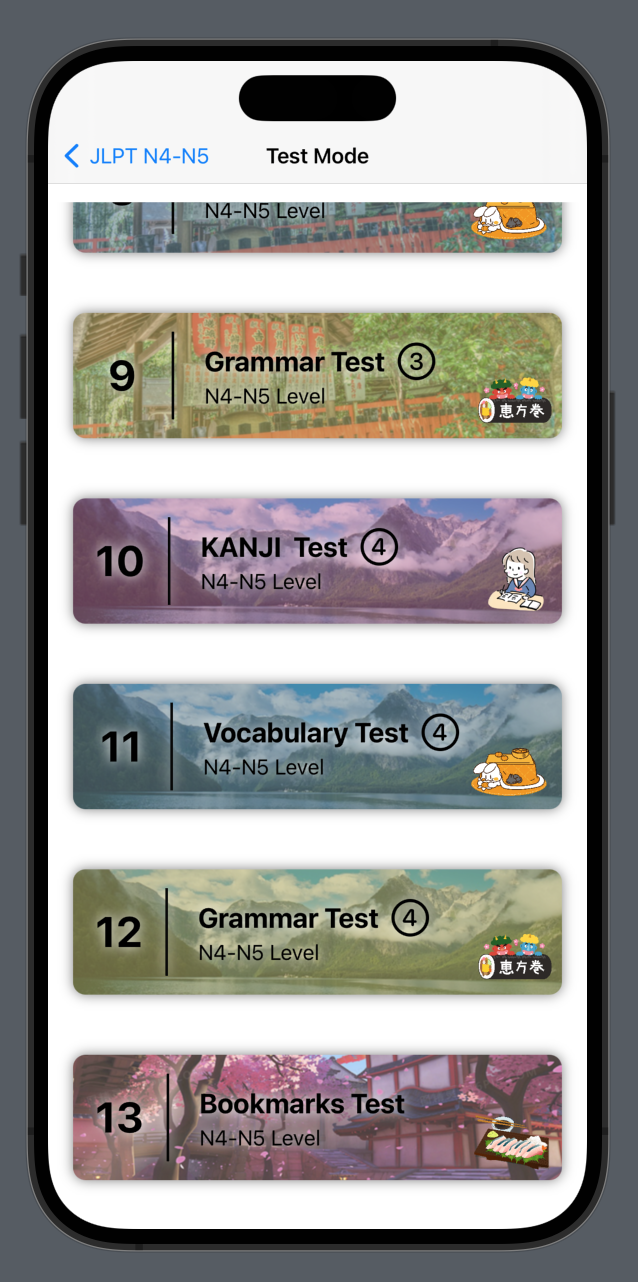 JLPT N4-N5
Test Mode
N4-N5 Level
9
Grammar Test ③
N4-N5 Level
恵方巻
10
KANJI Test ④
N4-N5 Level
11
Vocabulary Test ④
N4-N5 Level
12
Grammar Test ④
N4-N5 Level
恵方巻
13
Bookmarks Test
N4-N5 Level